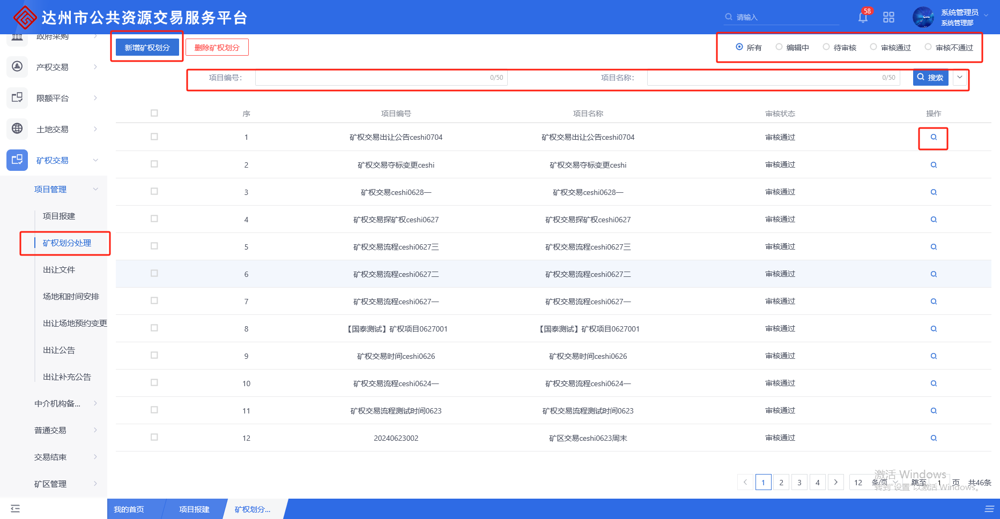 达州市公共资源交易服务平台
请输入
58
系统管理员
系统管理部
政府采购
产权交易
限额平台
土地交易
矿权交易
项目管理
项目报建
矿权划分处理
出让文件
场地和时间安排
出让场地预约变更
出让公告
出让补充公告
中介机构备...
普通交易
交易结束
矿区管理
新增矿权划分 删除矿权划分
所有 编辑中 待审核 审核通过 审核不通过
项目编号： 0/50 项目名称： 0/50 搜索
序 项目编号 项目名称 审核状态 操作
1 矿权交易出让公告ceshi0704 矿权交易出让公告ceshi0704 审核通过
2 矿权交易夺标变更ceshi 矿权交易夺标变更ceshi 审核通过
3 矿权交易ceshi0628一 矿权交易ceshi0628一 审核通过
4 矿权交易探矿权ceshi0627 矿权交易探矿权ceshi0627 审核通过
5 矿权交易流程ceshi0627三 矿权交易流程ceshi0627三 审核通过
6 矿权交易流程ceshi0627二 矿权交易流程ceshi0627二 审核通过
7 矿权交易流程ceshi0627一 矿权交易流程ceshi0627一 审核通过
8 【国泰测试】矿权项目0627001 【国泰测试】矿权项目0627001 审核通过
9 矿权交易时间ceshi0626 矿权交易时间ceshi0626 审核通过
10 矿权交易流程ceshi0624一 矿权交易流程ceshi0624一 审核通过
11 矿权交易流程测试时间0623 矿权交易流程测试时间0623 审核通过
12 20240623002 矿区交易ceshi0623周末 审核通过
1 2 3 4 12 条/页 跳至 1 页 共46条
激活 Windows
转到"设置"以激活 Windows。
我的首页 项目报建 矿权划分...